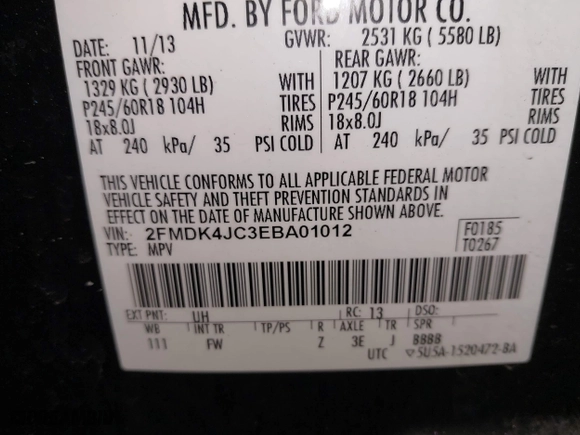 MFD. BY FORD MOTOR CO.
DATE: 11/13 GVWR: 2531 KG ( 5580 LB)
FRONT GAWR: REAR GAWR:
1329 KG ( 2930 LB) WITH 1207 KG ( 2660 LB) WITH
P245/60R18 104H TIRES P245/60R18 104H TIRES
18x8.0J RIMS 18x8.0J RIMS
AT 240 kPa/ 35 PSI COLD AT 240 kPa/ 35 PSI COLD
THIS VEHICLE CONFORMS TO ALL APPLICABLE FEDERAL MOTOR
VEHICLE SAFETY AND THEFT PREVENTION STANDARDS IN
EFFECT ON THE DATE OF MANUFACTURE SHOWN ABOVE.
VIN: 2FMDK4JC3EBA01012 F0185
TYPE: MPV T0267
EXT PNT: UH RC: 13 DSO:
WB INT TR TP/PS R AXLE TR SPR
111 FW Z 3E J BBBB
UTC ▽SU5A-1520472-BA